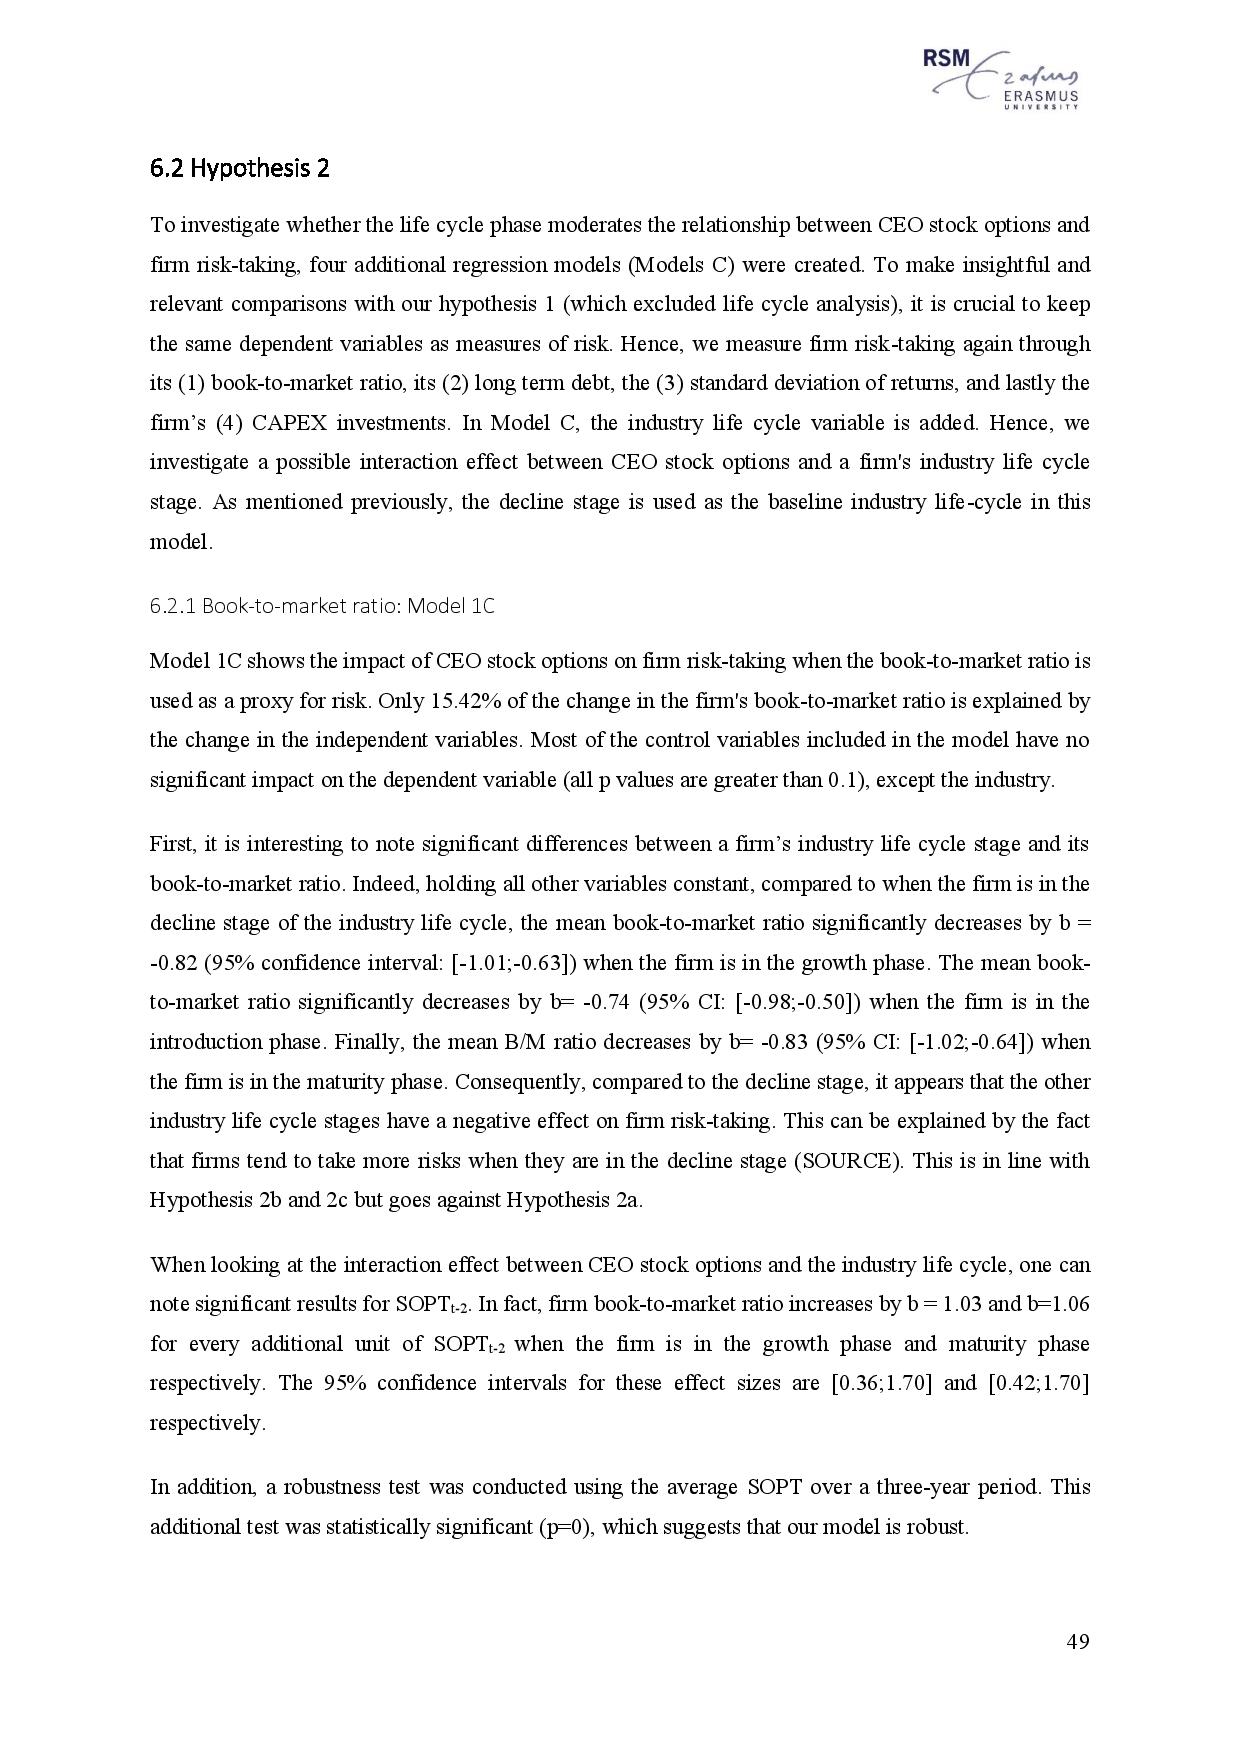 RSM
Erasmus
ERASMUS
UNIVERSITY
6.2 Hypothesis 2
To investigate whether the life cycle phase moderates the relationship between CEO stock options and
firm risk-taking, four additional regression models (Models C) were created. To make insightful and
relevant comparisons with our hypothesis 1 (which excluded life cycle analysis), it is crucial to keep
the same dependent variables as measures of risk. Hence, we measure firm risk-taking again through
its (1) book-to-market ratio, its (2) long term debt, the (3) standard deviation of returns, and lastly the
firm’s (4) CAPEX investments. In Model C, the industry life cycle variable is added. Hence, we
investigate a possible interaction effect between CEO stock options and a firm's industry life cycle
stage. As mentioned previously, the decline stage is used as the baseline industry life-cycle in this
model.
6.2.1 Book-to-market ratio: Model 1C
Model 1C shows the impact of CEO stock options on firm risk-taking when the book-to-market ratio is
used as a proxy for risk. Only 15.42% of the change in the firm's book-to-market ratio is explained by
the change in the independent variables. Most of the control variables included in the model have no
significant impact on the dependent variable (all p values are greater than 0.1), except the industry.
First, it is interesting to note significant differences between a firm’s industry life cycle stage and its
book-to-market ratio. Indeed, holding all other variables constant, compared to when the firm is in the
decline stage of the industry life cycle, the mean book-to-market ratio significantly decreases by b =
-0.82 (95% confidence interval: [-1.01;-0.63]) when the firm is in the growth phase. The mean book-
to-market ratio significantly decreases by b= -0.74 (95% CI: [-0.98;-0.50]) when the firm is in the
introduction phase. Finally, the mean B/M ratio decreases by b= -0.83 (95% CI: [-1.02;-0.64]) when
the firm is in the maturity phase. Consequently, compared to the decline stage, it appears that the other
industry life cycle stages have a negative effect on firm risk-taking. This can be explained by the fact
that firms tend to take more risks when they are in the decline stage (SOURCE). This is in line with
Hypothesis 2b and 2c but goes against Hypothesis 2a.
When looking at the interaction effect between CEO stock options and the industry life cycle, one can
note significant results for SOPTt-2. In fact, firm book-to-market ratio increases by b = 1.03 and b=1.06
for every additional unit of SOPTt-2 when the firm is in the growth phase and maturity phase
respectively. The 95% confidence intervals for these effect sizes are [0.36;1.70] and [0.42;1.70]
respectively.
In addition, a robustness test was conducted using the average SOPT over a three-year period. This
additional test was statistically significant (p=0), which suggests that our model is robust.
49